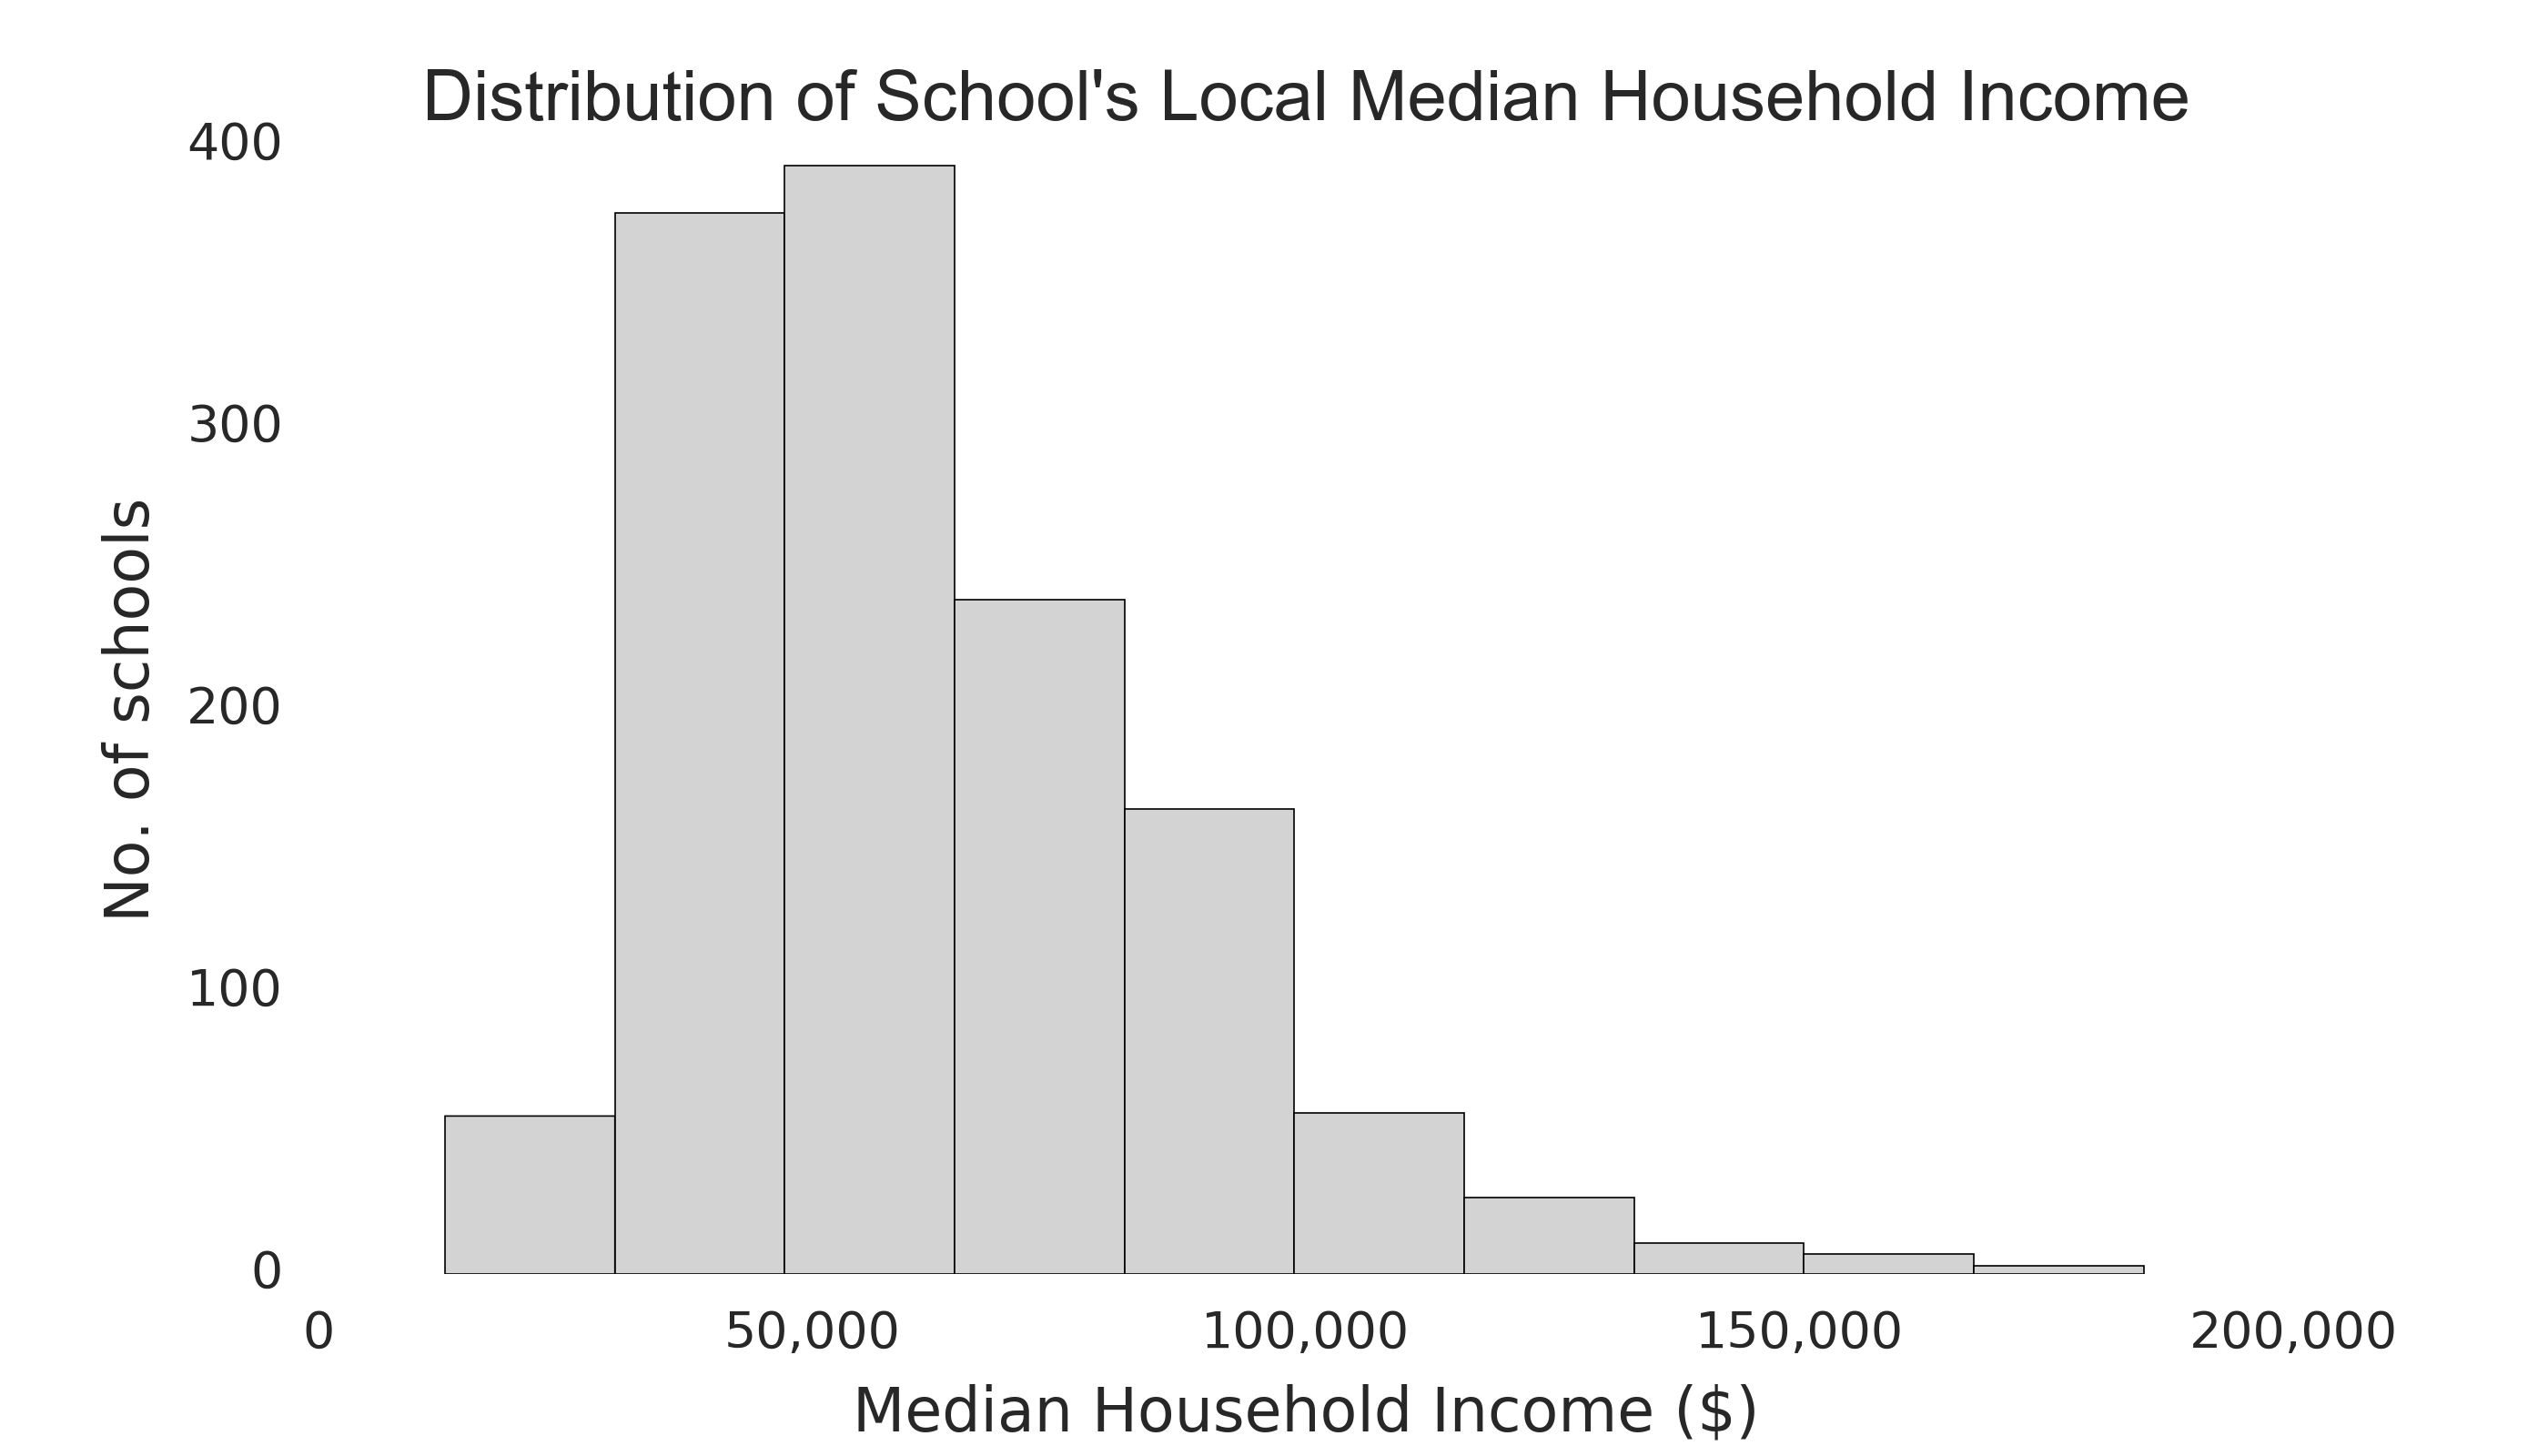 Distribution of School's Local Median Household Income
400
300
200
100
0
No. of schools
0 50,000 100,000 150,000 200,000
Median Household Income ($)